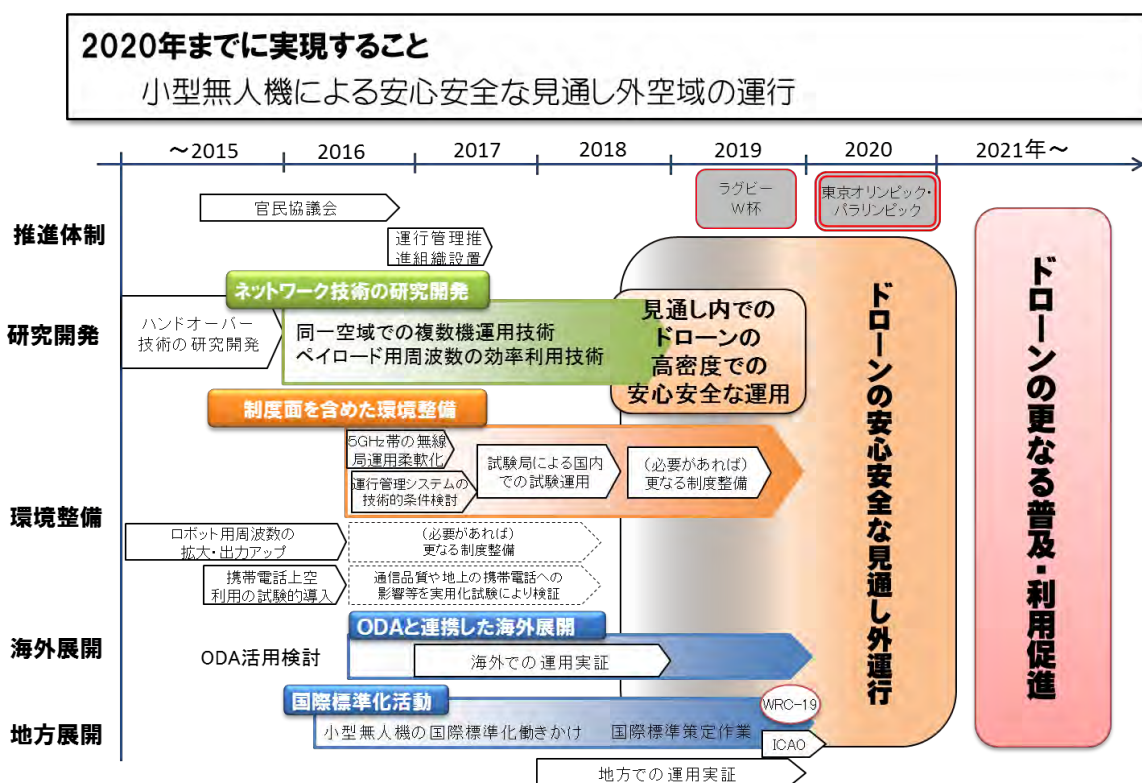 2020年までに実現すること
小型無人機による安心安全な見通し外空域の運行
～2015
2016
2017
2018
2019
2020
2021年～
ラグビー
W杯
東京オリンピック・
パラリンピック
推進体制
官民協議会
運行管理推
進組織設置
研究開発
ネットワーク技術の研究開発
ハンドオーバー
技術の研究開発
同一空域での複数機運用技術
ペイロード用周波数の効率利用技術
見通し内での
ドローンの
高密度での
安心安全な運用
環境整備
制度面を含めた環境整備
5GHz帯の無線
局運用柔軟化
運行管理システムの
技術的条件検討
試験局による国内
での試験運用
(必要があれば)
更なる制度整備
ロボット用周波数の
拡大・出力アップ
(必要があれば)
更なる制度整備
携帯電話上空
利用の試験的導入
通信品質や地上の携帯電話への
影響等を実用化試験により検証
海外展開
ODAと連携した海外展開
ODA活用検討
海外での運用実証
地方展開
国際標準化活動
小型無人機の国際標準化働きかけ
国際標準策定作業
WRC-19
ICAO
地方での運用実証
ドローンの安心安全な見通し外運行
ドローンの更なる普及・利用促進